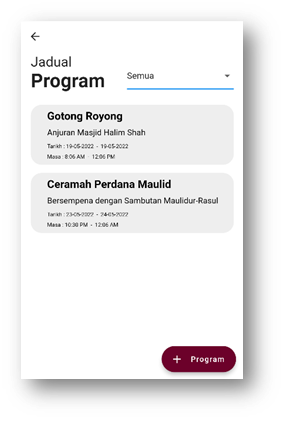 Jadual
Program
Semua
Gotong Royong
Anjuran Masjid Halim Shah
Tarikh : 19-05-2022 - 19-05-2022
Masa : 8:06 AM - 12:06 PM
Ceramah Perdana Maulid
Bersempena dengan Sambutan Maulidur-Rasul
Tarikh : 23-05-2022 - 24-05-2022
Masa : 10:30 PM - 12:06 AM
+ Program